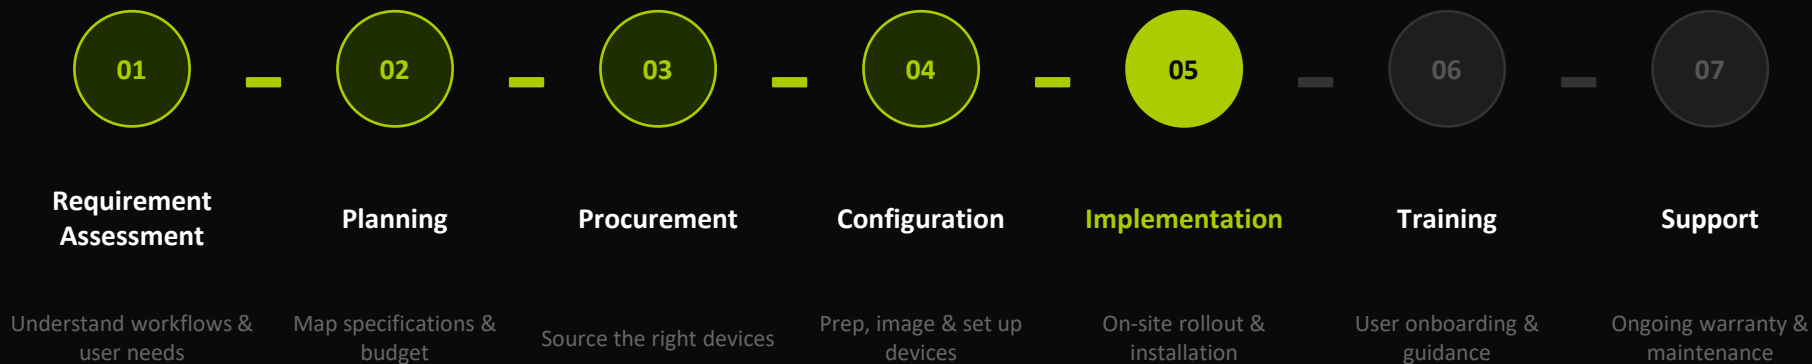 01
02
03
04
05
06
07
Requirement
Assessment
Planning
Procurement
Configuration
Implementation
Training
Support
Understand workflows &
user needs
Map specifications &
budget
Source the right devices
Prep, image & set up
devices
On-site rollout &
installation
User onboarding &
guidance
Ongoing warranty &
maintenance